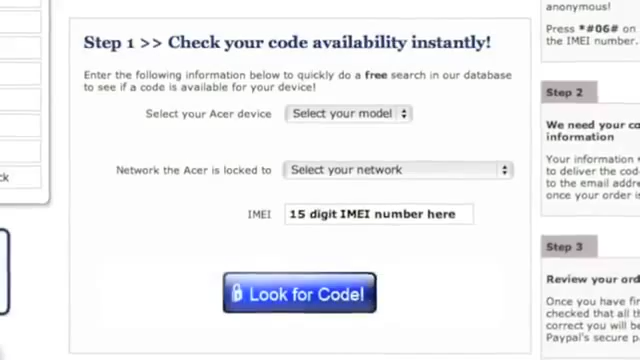 Step 1 >> Check your code availability instantly!
Enter the following information below to quickly do a free search in our database
to see if a code is available for your device!
Select your Acer device
Select your model
Network the Acer is locked to
Select your network
IMEI
15 digit IMEI number here
Look for Code!
ck
anonymous!
Press *#06# on
the IMEI number.
Step 2
We need your co
information
Your information
to deliver the cod
to the email addre
once your order is
Step 3
Review your ord
Once you have fir
checked that all th
correct you will be
Paypal's secure p